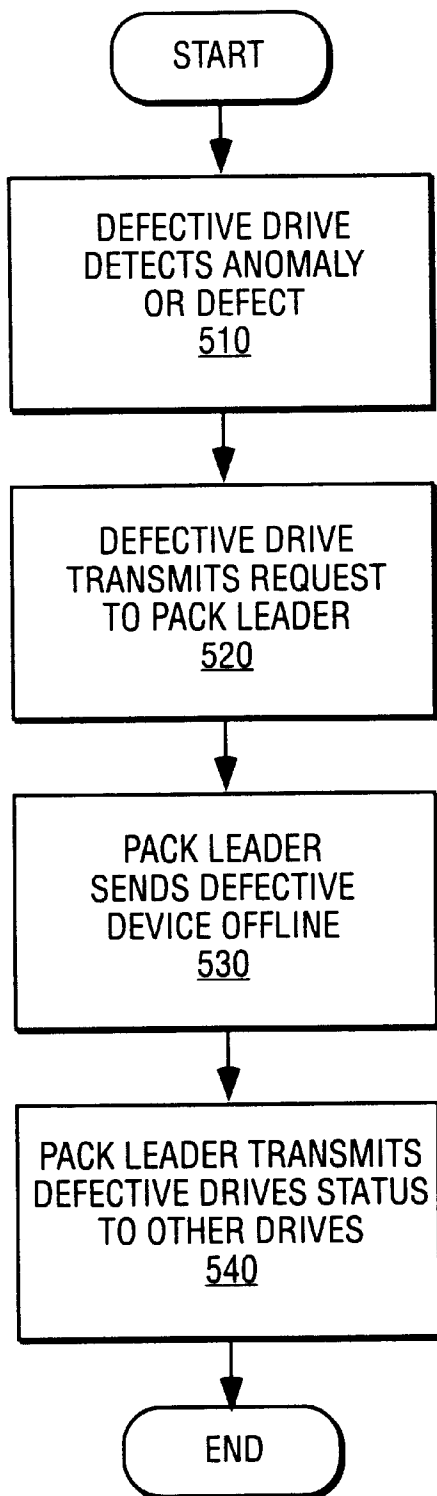 START
DEFECTIVE DRIVE
DETECTS ANOMALY
OR DEFECT
510
DEFECTIVE DRIVE
TRANSMITS REQUEST
TO PACK LEADER
520
PACK LEADER
SENDS DEFECTIVE
DEVICE OFFLINE
530
PACK LEADER TRANSMITS
DEFECTIVE DRIVES STATUS
TO OTHER DRIVES
540
END